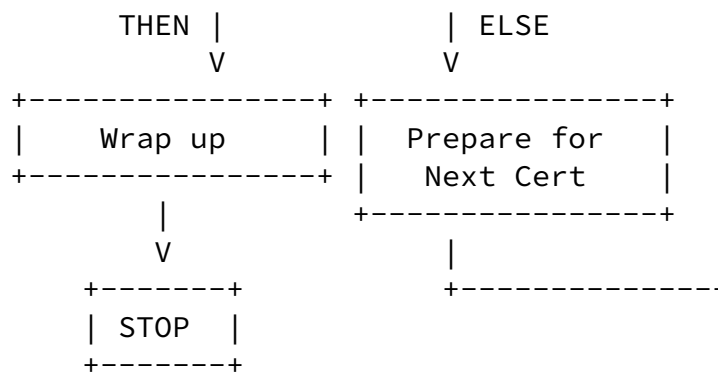 THEN |                | ELSE
V                V
+----------------+ +---------------+
|    Wrap up     | |  Prepare for  |
+----------------+ |   Next Cert   |
|          +---------------+
V                |
+-------+              +--------------
| STOP  |
+-------+